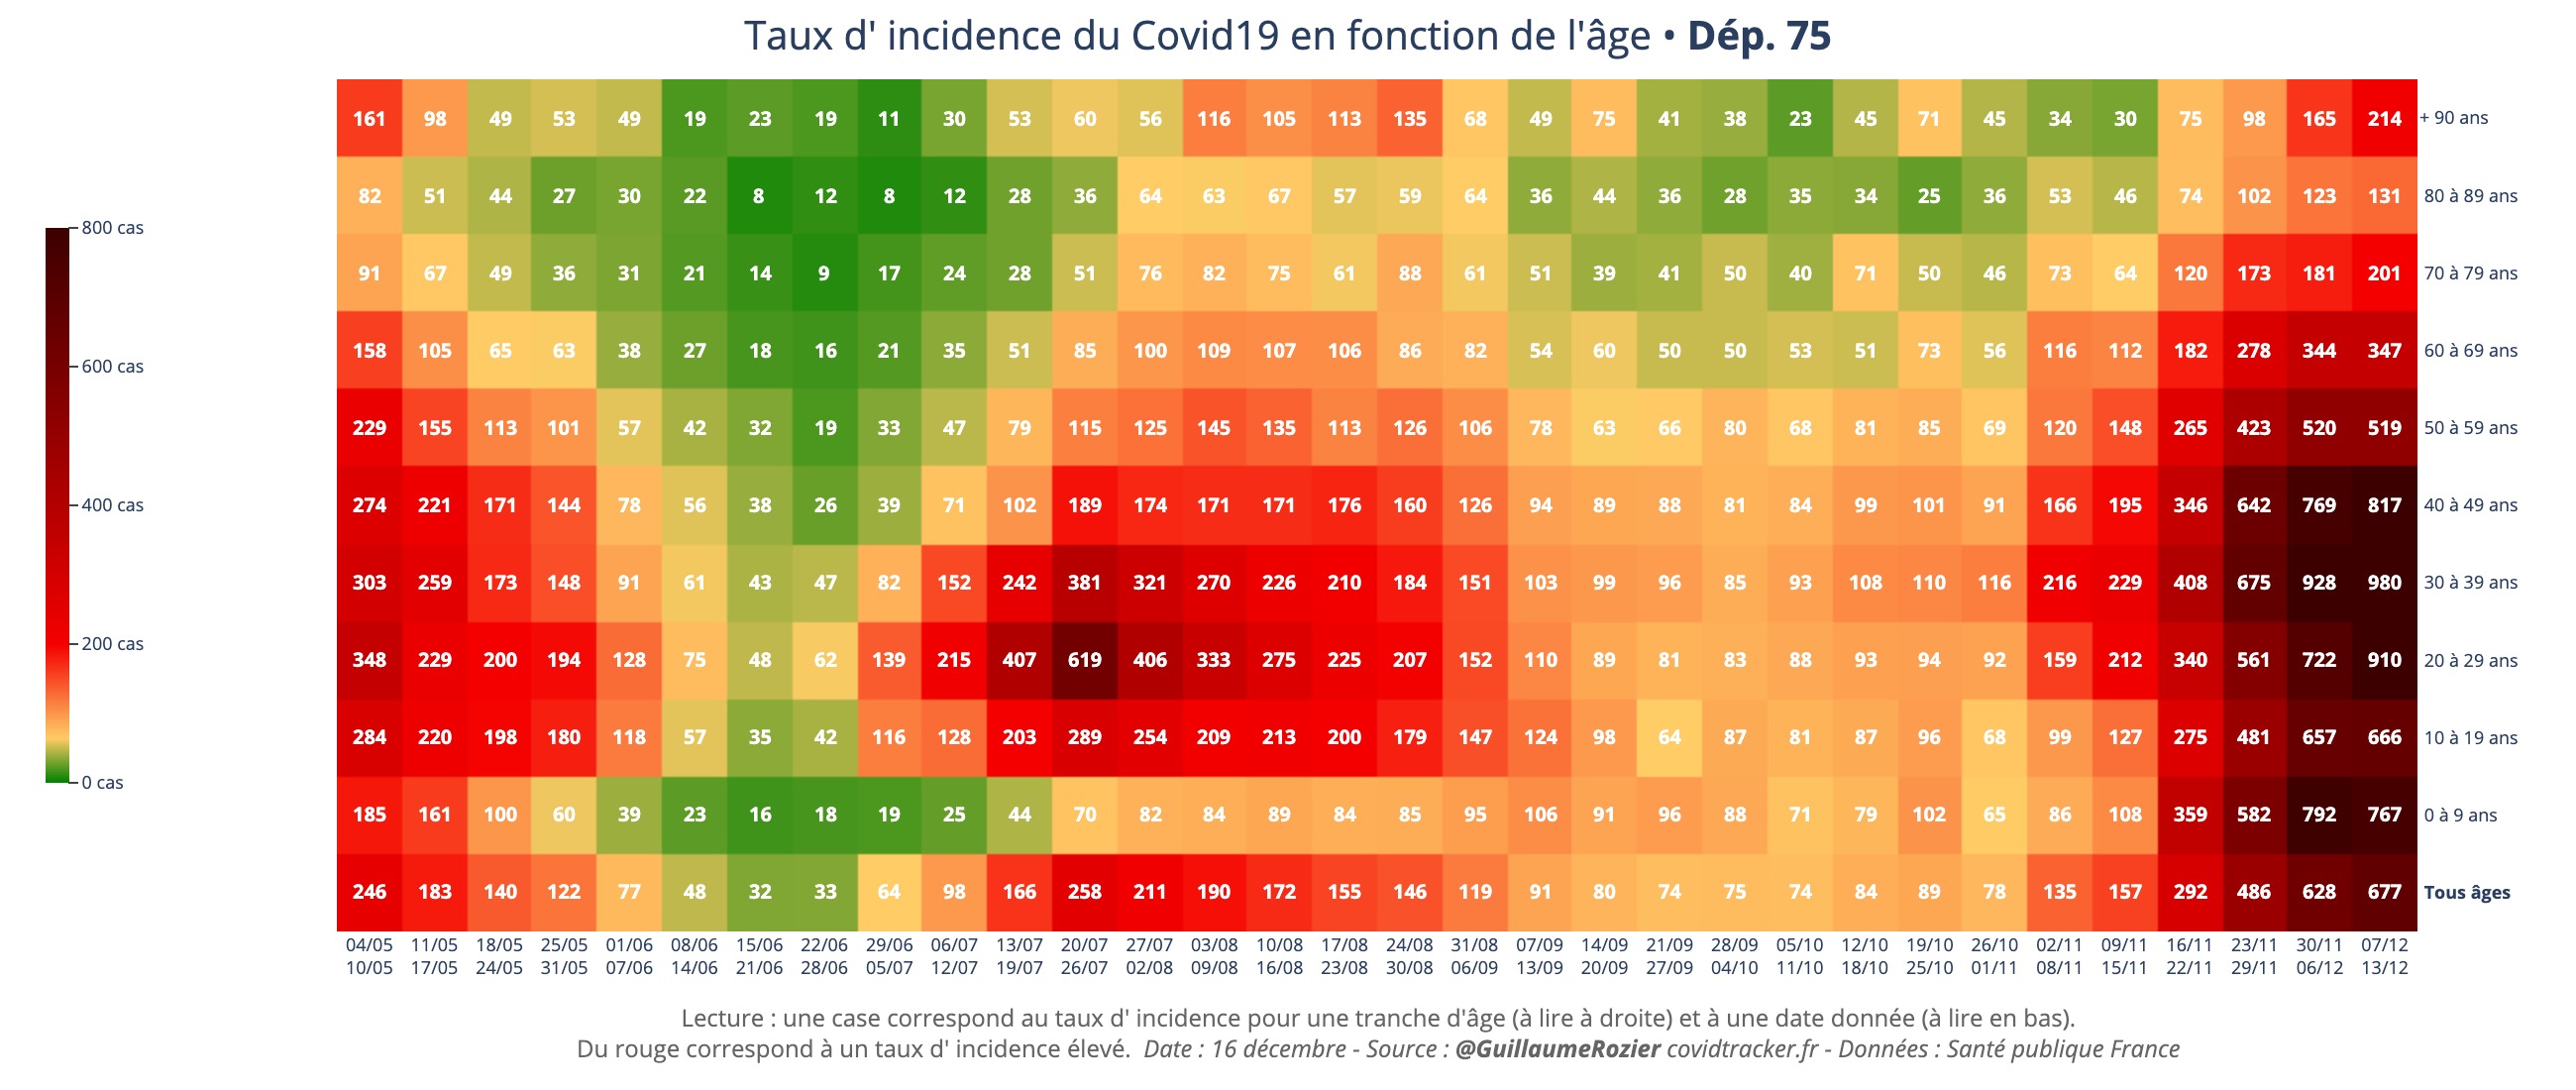 Taux d' incidence du Covid19 en fonction de l'âge • Dép. 75
800 cas
600 cas
400 cas
200 cas
0 cas
161 98 49 53 49 19 23 19 11 30 53 60 56 116 105 113 135 68 49 75 41 38 23 45 71 45 34 30 75 98 165 214 + 90 ans
82 51 44 27 30 22 8 12 8 12 28 36 64 63 67 57 59 64 36 44 36 28 35 34 25 36 53 46 74 102 123 131 80 à 89 ans
91 67 49 36 31 21 14 9 17 24 28 51 76 82 75 61 88 61 51 39 41 50 40 71 50 46 73 64 120 173 181 201 70 à 79 ans
158 105 65 63 38 27 18 16 21 35 51 85 100 109 107 106 86 82 54 60 50 50 53 51 73 56 116 112 182 278 344 347 60 à 69 ans
229 155 113 101 57 42 32 19 33 47 79 115 125 145 135 113 126 106 78 63 66 80 68 81 85 69 120 148 265 423 520 519 50 à 59 ans
274 221 171 144 78 56 38 26 39 71 102 189 174 171 171 176 160 126 94 89 88 81 84 99 101 91 166 195 346 642 769 817 40 à 49 ans
303 259 173 148 91 61 43 47 82 152 242 381 321 270 226 210 184 151 103 99 96 85 93 108 110 116 216 229 408 675 928 980 30 à 39 ans
348 229 200 194 128 75 48 62 139 215 407 619 406 333 275 225 207 152 110 89 81 83 88 93 94 92 159 212 340 561 722 910 20 à 29 ans
284 220 198 180 118 57 35 42 116 128 203 289 254 209 213 200 179 147 124 98 64 87 81 87 96 68 99 127 275 481 657 666 10 à 19 ans
185 161 100 60 39 23 16 18 19 25 44 70 82 84 89 84 85 95 106 91 96 88 71 79 102 65 86 108 359 582 792 767 0 à 9 ans
246 183 140 122 77 48 32 33 64 98 166 258 211 190 172 155 146 119 91 80 74 75 74 84 89 78 135 157 292 486 628 677 Tous âges
04/05 11/05 18/05 25/05 01/06 08/06 15/06 22/06 29/06 06/07 13/07 20/07 27/07 03/08 10/08 17/08 24/08 31/08 07/09 14/09 21/09 28/09 05/10 12/10 19/10 26/10 02/11 09/11 16/11 23/11 30/11 07/12
10/05 17/05 24/05 31/05 07/06 14/06 21/06 28/06 05/07 12/07 19/07 26/07 02/08 09/08 16/08 23/08 30/08 06/09 13/09 20/09 27/09 04/10 11/10 18/10 25/10 01/11 08/11 15/11 22/11 29/11 06/12 13/12
Lecture : une case correspond au taux d' incidence pour une tranche d'âge (à lire à droite) et à une date donnée (à lire en bas).
Du rouge correspond à un taux d' incidence élevé. Date : 16 décembre - Source : @GuillaumeRozier covidtracker.fr - Données : Santé publique France